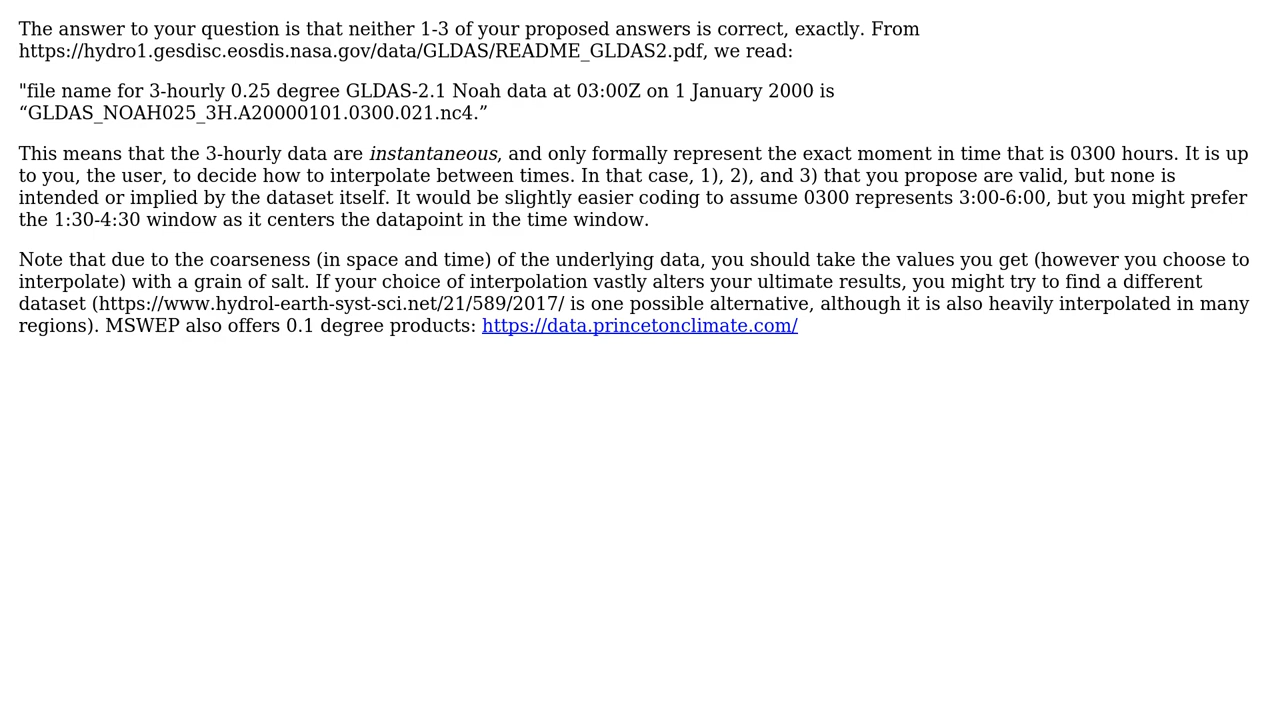 The answer to your question is that neither 1-3 of your proposed answers is correct, exactly. From
https://hydro1.gesdisc.eosdis.nasa.gov/data/GLDAS/README_GLDAS2.pdf, we read:
"file name for 3-hourly 0.25 degree GLDAS-2.1 Noah data at 03:00Z on 1 January 2000 is
“GLDAS_NOAH025_3H.A20000101.0300.021.nc4.”
This means that the 3-hourly data are instantaneous, and only formally represent the exact moment in time that is 0300 hours. It is up
to you, the user, to decide how to interpolate between times. In that case, 1), 2), and 3) that you propose are valid, but none is
intended or implied by the dataset itself. It would be slightly easier coding to assume 0300 represents 3:00-6:00, but you might prefer
the 1:30-4:30 window as it centers the datapoint in the time window.
Note that due to the coarseness (in space and time) of the underlying data, you should take the values you get (however you choose to
interpolate) with a grain of salt. If your choice of interpolation vastly alters your ultimate results, you might try to find a different
dataset (https://www.hydrol-earth-syst-sci.net/21/589/2017/ is one possible alternative, although it is also heavily interpolated in many
regions). MSWEP also offers 0.1 degree products: https://data.princetonclimate.com/